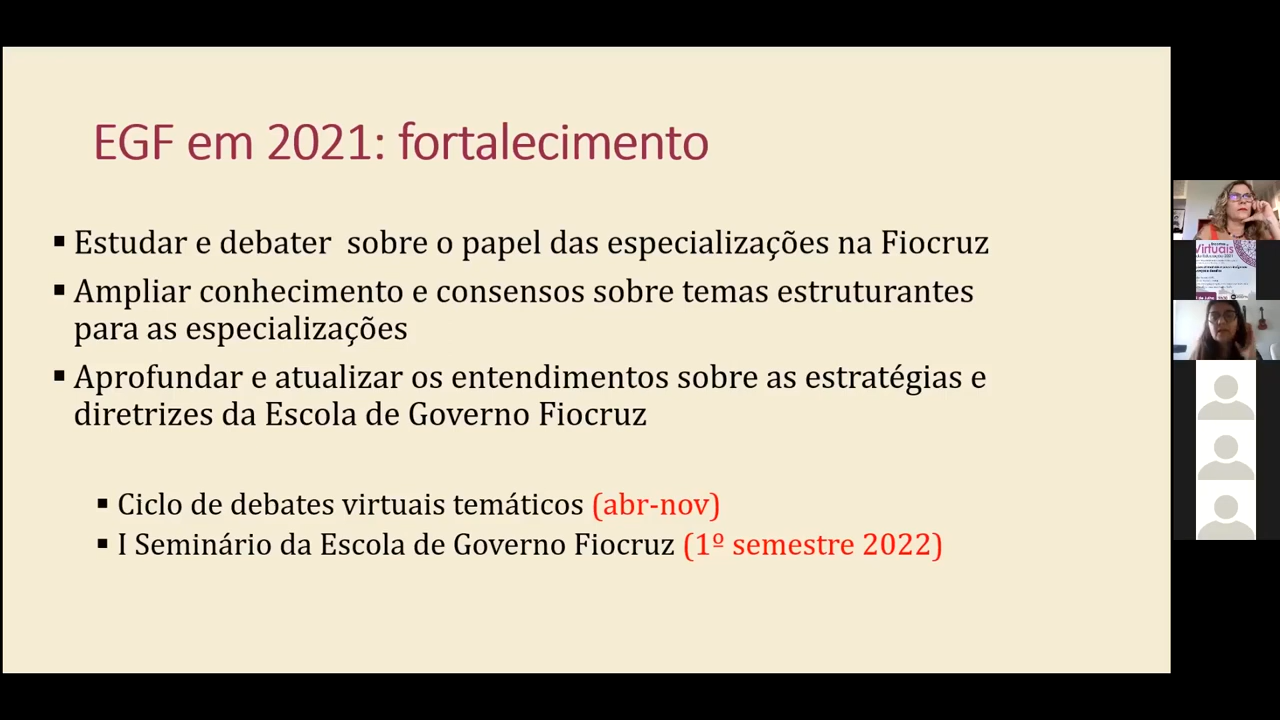 EGF em 2021: fortalecimento
▪ Estudar e debater sobre o papel das especializações na Fiocruz
▪ Ampliar conhecimento e consensos sobre temas estruturantes
para as especializações
▪ Aprofundar e atualizar os entendimentos sobre as estratégias e
diretrizes da Escola de Governo Fiocruz
▪ Ciclo de debates virtuais temáticos (abr-nov)
▪ I Seminário da Escola de Governo Fiocruz (1º semestre 2022)
Virtuais